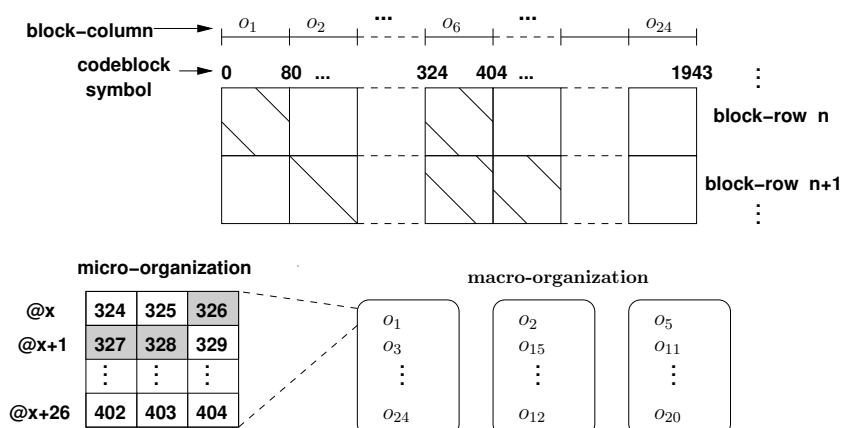 block−column o1 o2 ... o6 ... o24
codeblock symbol 0 80 ... 324 404 ... 1943 ⋮
block−row n
block−row n+1
⋮
micro−organization
@x 324 325 326
@x+1 327 328 329
⋮ ⋮ ⋮
@x+26 402 403 404
macro-organization
o1 o2 o5
o3 o15 o11
⋮ ⋮ ⋮
o24 o12 o20